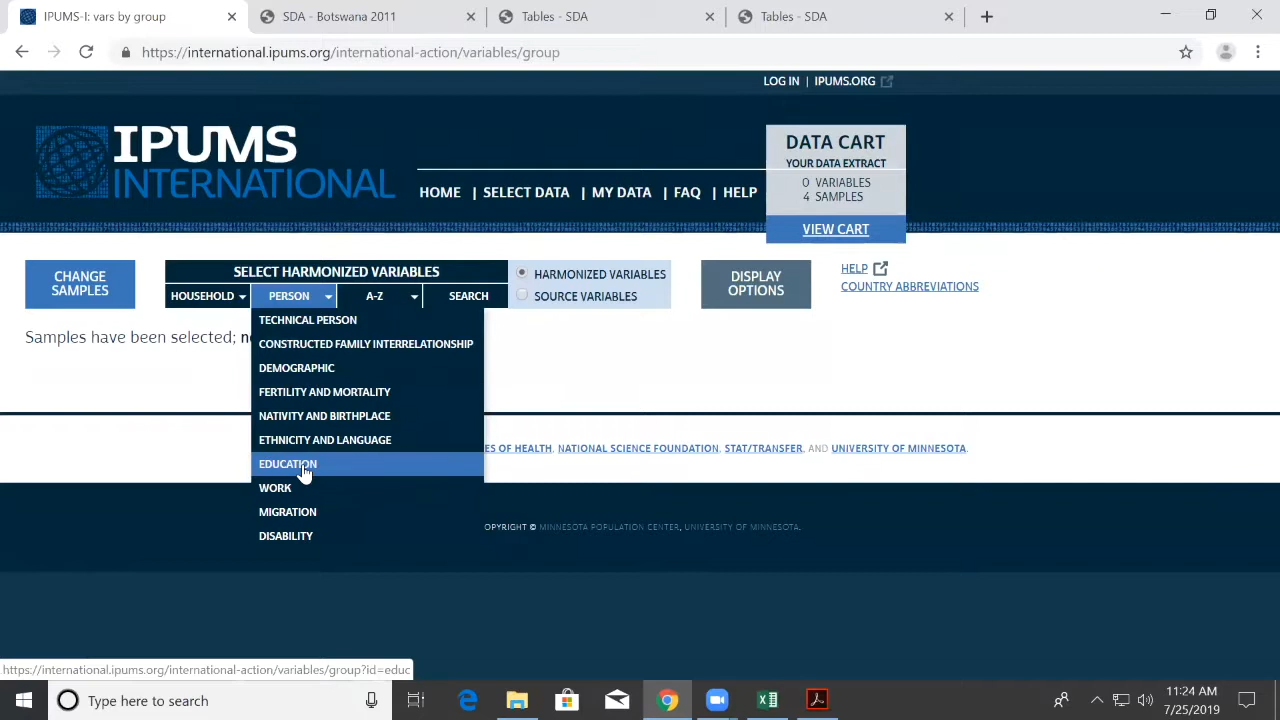 IPUMS-I: vars by group
SDA - Botswana 2011
Tables - SDA
Tables - SDA
https://international.ipums.org/international-action/variables/group
LOG IN | IPUMS.ORG
IPUMS
INTERNATIONAL
HOME | SELECT DATA | MY DATA | FAQ | HELP
DATA CART
YOUR DATA EXTRACT
0 VARIABLES
4 SAMPLES
VIEW CART
CHANGE
SAMPLES
SELECT HARMONIZED VARIABLES
HOUSEHOLD PERSON A-Z SEARCH
HARMONIZED VARIABLES
SOURCE VARIABLES
DISPLAY
OPTIONS
HELP
COUNTRY ABBREVIATIONS
Samples have been selected;
TECHNICAL PERSON
CONSTRUCTED FAMILY INTERRELATIONSHIP
DEMOGRAPHIC
FERTILITY AND MORTALITY
NATIVITY AND BIRTHPLACE
ETHNICITY AND LANGUAGE
EDUCATION
WORK
MIGRATION
DISABILITY
ES OF HEALTH, NATIONAL SCIENCE FOUNDATION, STAT/TRANSFER, AND UNIVERSITY OF MINNESOTA.
OPYRIGHT © MINNESOTA POPULATION CENTER, UNIVERSITY OF MINNESOTA.
https://international.ipums.org/international-action/variables/group?id=educ
Type here to search
11:24 AM
7/25/2019